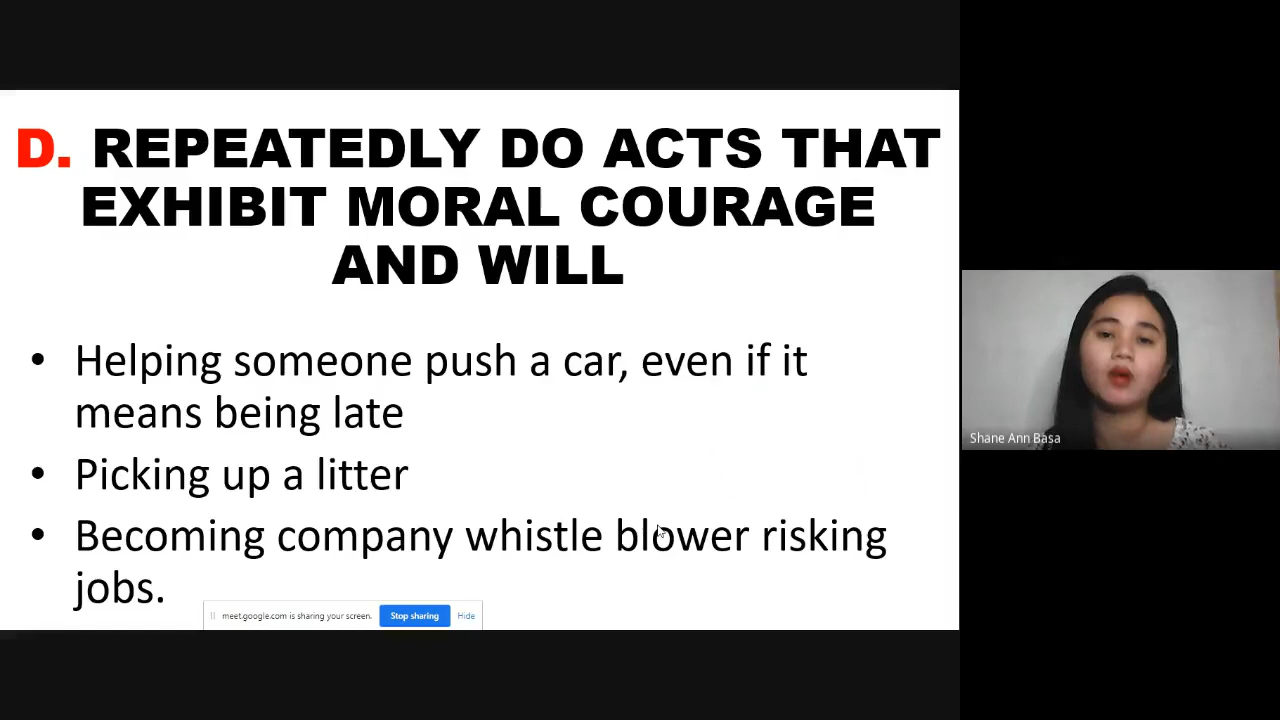 D. REPEATEDLY DO ACTS THAT
EXHIBIT MORAL COURAGE
AND WILL
• Helping someone push a car, even if it
means being late
• Picking up a litter
• Becoming company whistle blower risking
jobs.
meet.google.com is sharing your screen. Stop sharing Hide
Shane Ann Basa